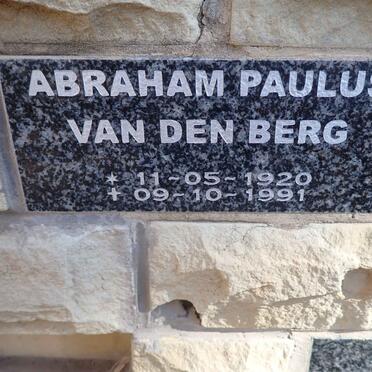 ABRAHAM PAULUS
VAN DEN BERG
* 11-05-1920
+ 09-10-1991